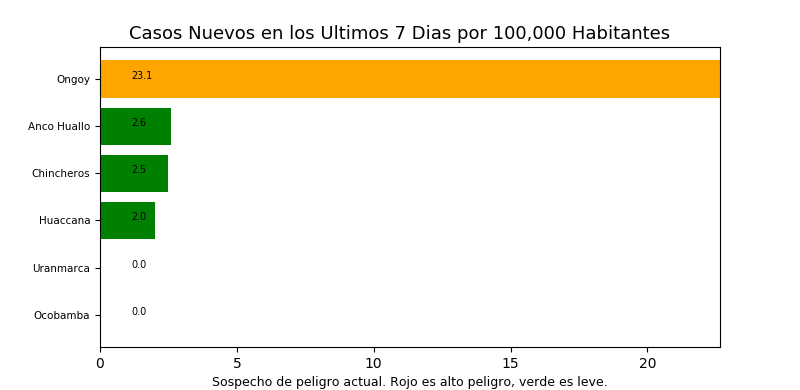 Casos Nuevos en los Ultimos 7 Dias por 100,000 Habitantes
Ongoy 23.1
Anco Huallo 2.6
Chincheros 2.5
Huaccana 2.0
Uranmarca 0.0
Ocobamba 0.0
0 5 10 15 20
Sospecho de peligro actual. Rojo es alto peligro, verde es leve.